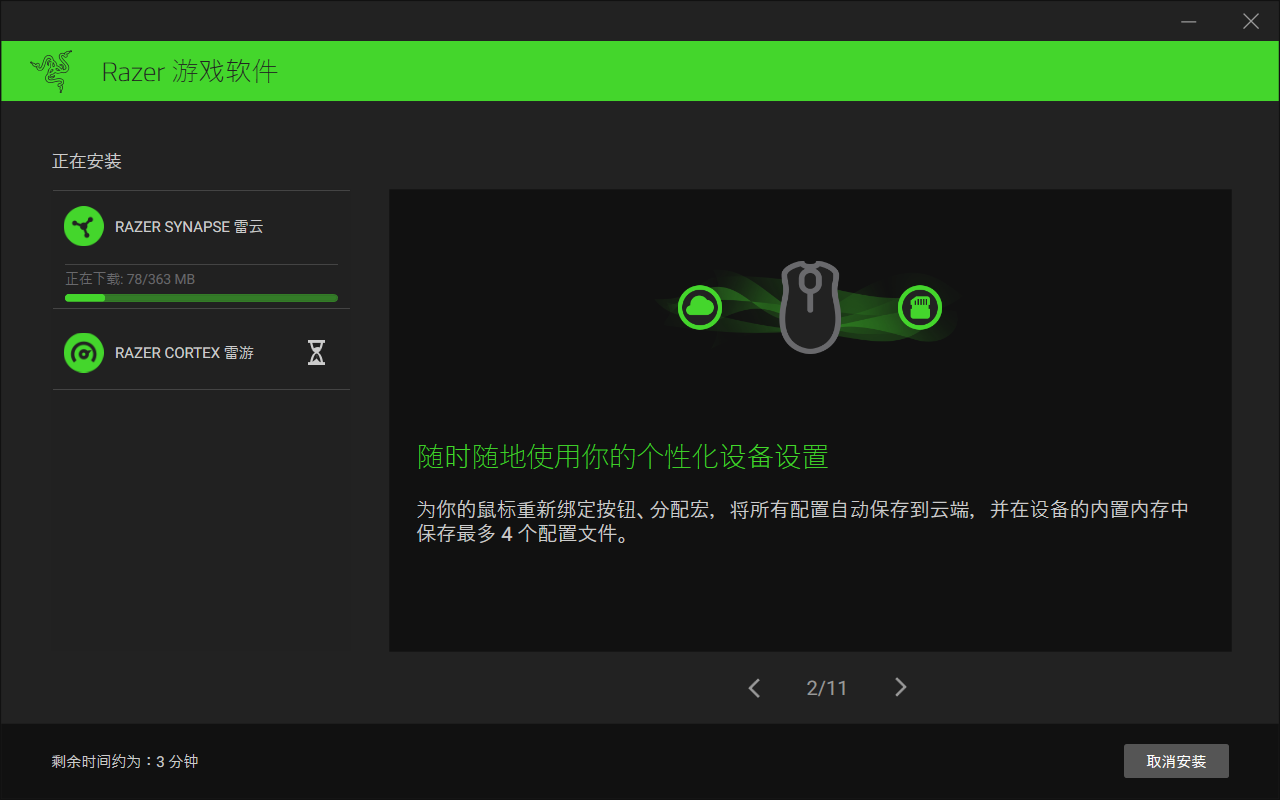 Razer 游戏软件
正在安装
RAZER SYNAPSE 雷云
正在下载: 78/363 MB
RAZER CORTEX 雷游
随时随地使用你的个性化设备设置
为你的鼠标重新绑定按钮、分配宏，将所有配置自动保存到云端，并在设备的内置内存中
保存最多 4 个配置文件。
2/11
剩余时间约为：3 分钟
取消安装